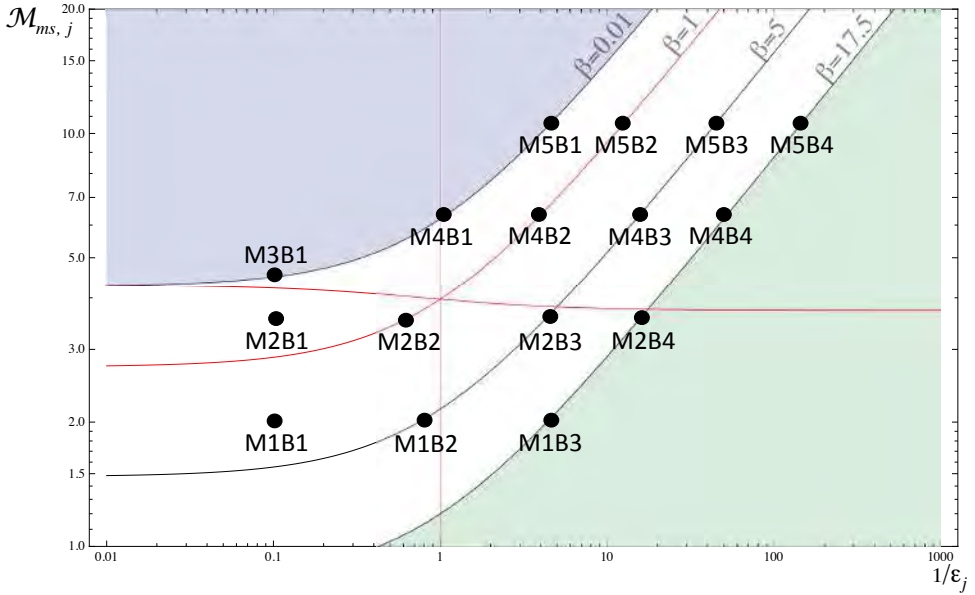 ℳms, j
20.0
15.0
10.0
7.0
5.0
3.0
2.0
1.5
1.0
β=0.01
β=1
β=5
β=17.5
M5B1 M5B2 M5B3 M5B4
M4B1 M4B2 M4B3 M4B4
M3B1
M2B1 M2B2 M2B3 M2B4
M1B1 M1B2 M1B3
0.01 0.1 1 10 100 1000
1/εj